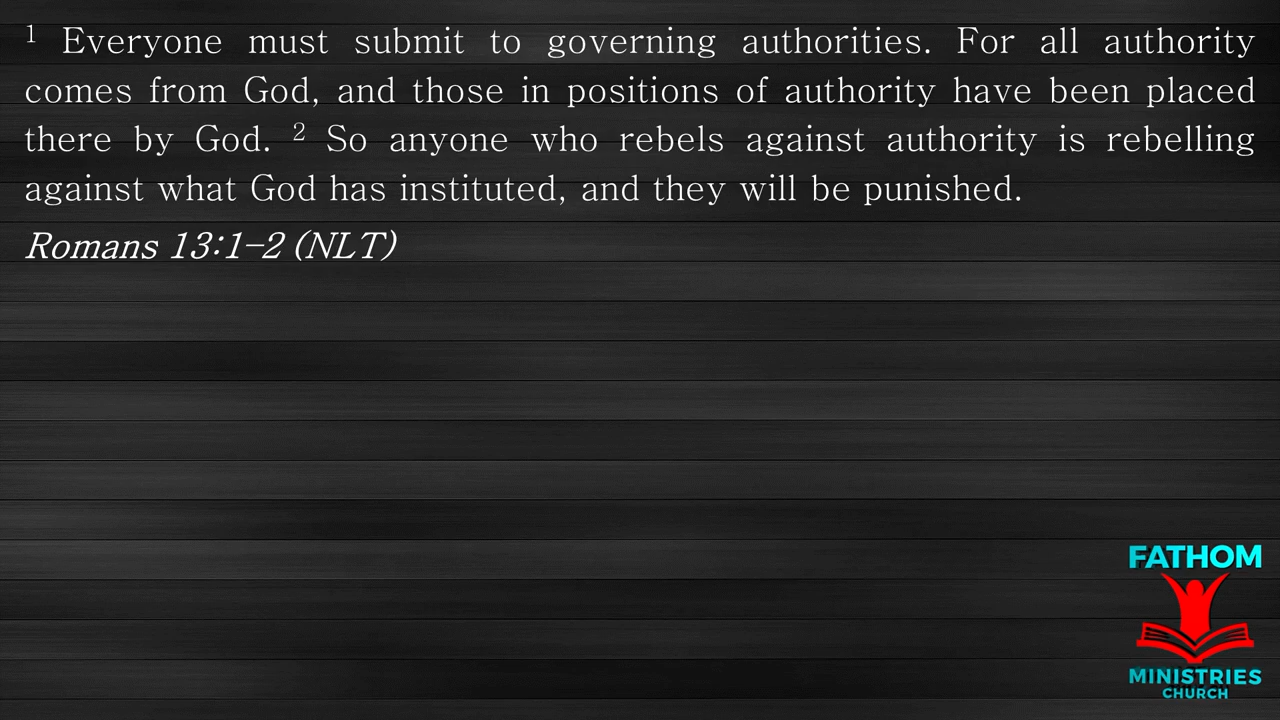 ¹ Everyone must submit to governing authorities. For all authority
comes from God, and those in positions of authority have been placed
there by God. ² So anyone who rebels against authority is rebelling
against what God has instituted, and they will be punished.
Romans 13:1–2 (NLT)
FATHOM
MINISTRIES
CHURCH